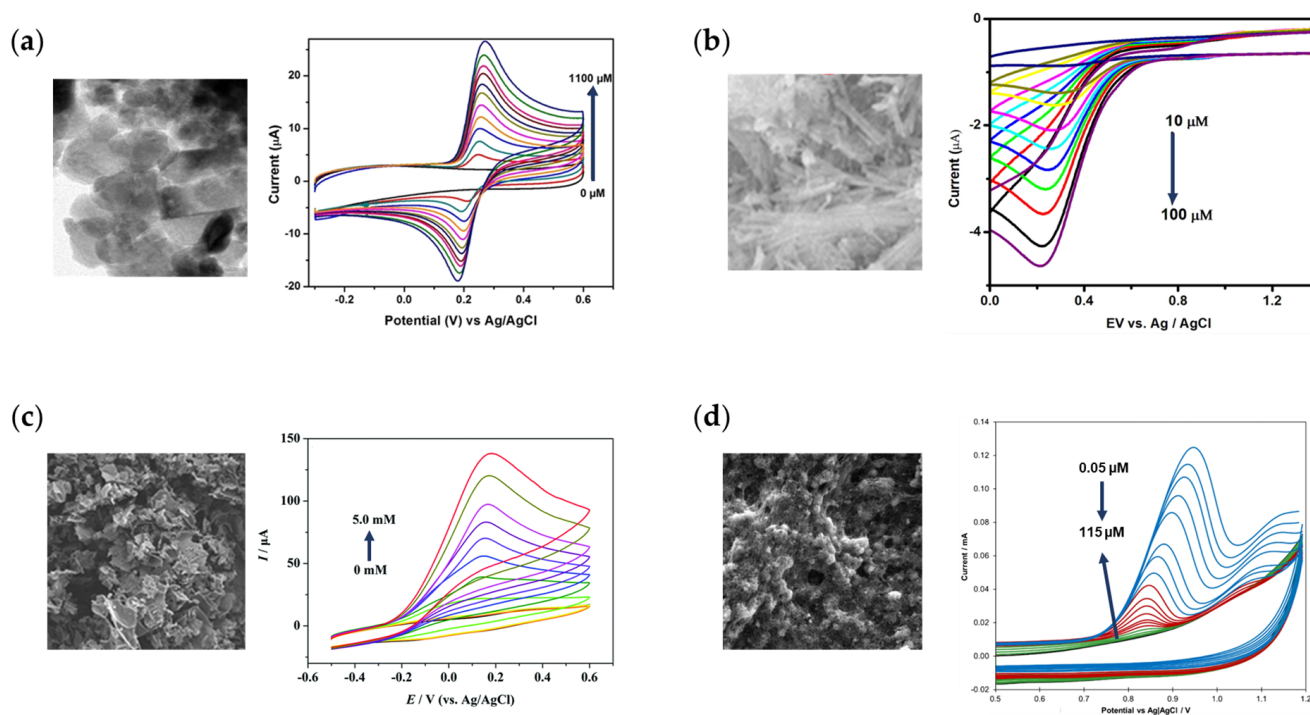 (a)
20
10
0
-10
-20
Current (μA)
1100 μM
0 μM
-0.2
0.0
0.2
0.4
0.6
Potential (V) vs Ag/AgCl
(b)
-2
-4
Current (μA)
10 μM
100 μM
0.0
0.4
0.8
1.2
EV vs. Ag / AgCl
(c)
150
100
50
0
I / μA
5.0 mM
0 mM
-0.6
-0.4
-0.2
0.0
0.2
0.4
0.6
E / V (vs. Ag/AgCl)
(d)
0.14
0.12
0.10
0.08
0.06
0.04
0.02
0.00
-0.02
Current / mA
0.05 μM
115 μM
0.5
0.6
0.7
0.8
0.9
1.0
1.1
1.2
Potential vs Ag|AgCl / V